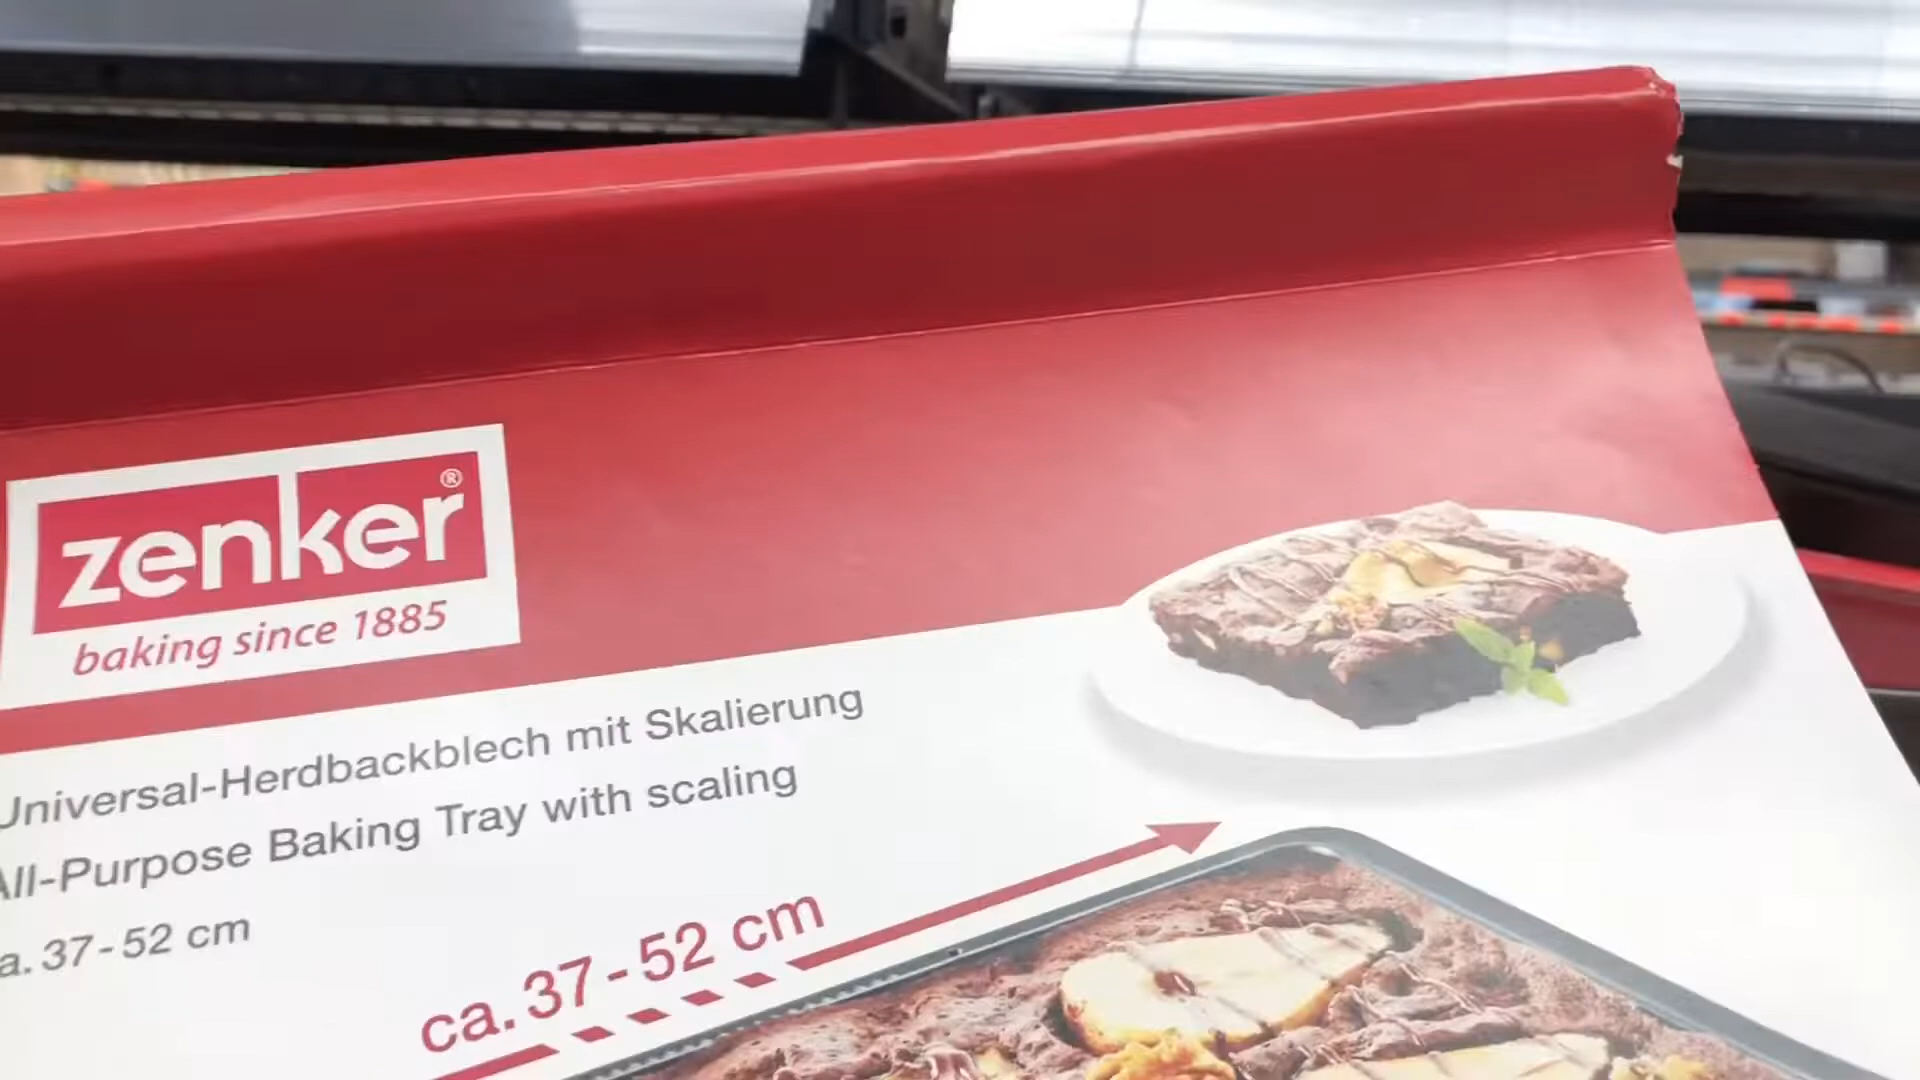 zenker®
baking since 1885
Universal-Herdbackblech mit Skalierung
All-Purpose Baking Tray with scaling
ca. 37-52 cm
ca. 37-52 cm